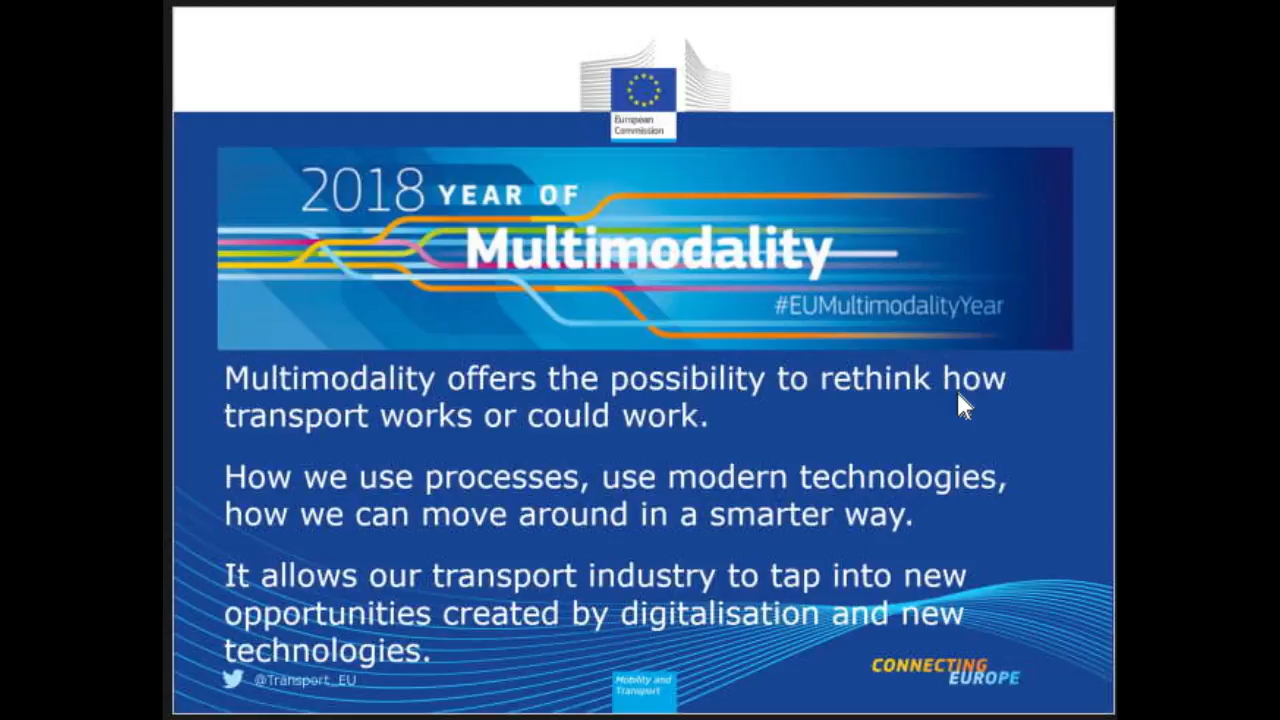 European
Commission
2018 YEAR OF
Multimodality
#EUMultimodalityYear
Multimodality offers the possibility to rethink how
transport works or could work.
How we use processes, use modern technologies,
how we can move around in a smarter way.
It allows our transport industry to tap into new
opportunities created by digitalisation and new
technologies.
@Transport_EU
Mobility and
Transport
CONNECTING
EUROPE